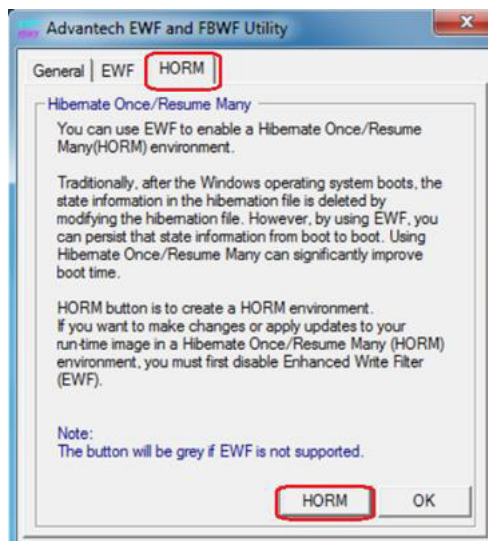 Advantech EWF and FBWF Utility
General EWF HORM
Hibernate Once/Resume Many
You can use EWF to enable a Hibernate Once/Resume
Many(HORM) environment.
Traditionally, after the Windows operating system boots, the
state information in the hibernation file is deleted by
modifying the hibernation file. However, by using EWF, you
can persist that state information from boot to boot. Using
Hibernate Once/Resume Many can significantly improve
boot time.
HORM button is to create a HORM environment.
If you want to make changes or apply updates to your
run-time image in a Hibernate Once/Resume Many (HORM)
environment, you must first disable Enhanced Write Filter
(EWF).
Note:
The button will be grey if EWF is not supported.
HORM OK